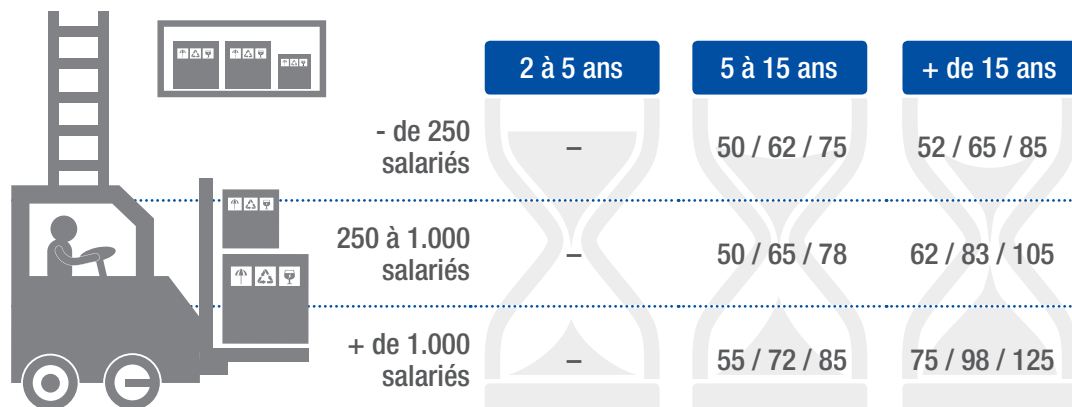 2 à 5 ans 5 à 15 ans + de 15 ans
- de 250
salariés
– 50 / 62 / 75 52 / 65 / 85
250 à 1.000
salariés
– 50 / 65 / 78 62 / 83 / 105
+ de 1.000
salariés
– 55 / 72 / 85 75 / 98 / 125